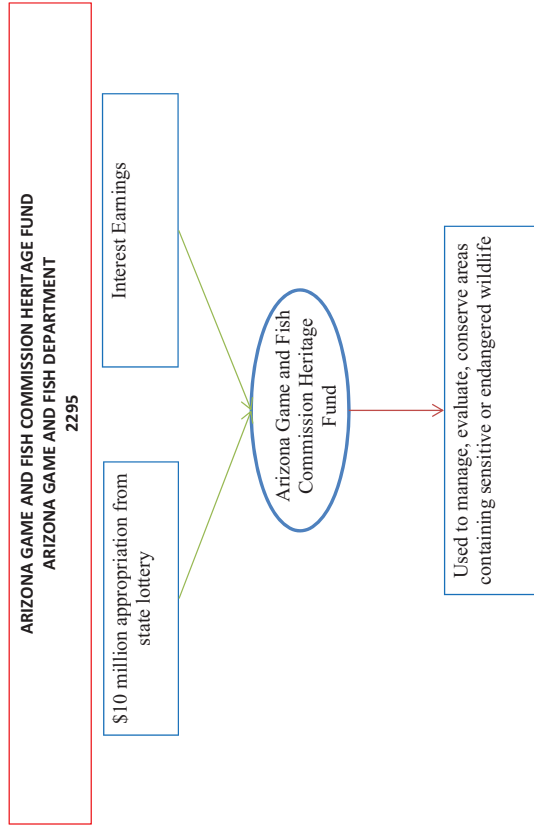 ARIZONA GAME AND FISH COMMISSION HERITAGE FUND
ARIZONA GAME AND FISH DEPARTMENT
2295
$10 million appropriation from
state lottery
Interest Earnings
Arizona Game and Fish
Commission Heritage
Fund
Used to manage, evaluate, conserve areas
containing sensitive or endangered wildlife